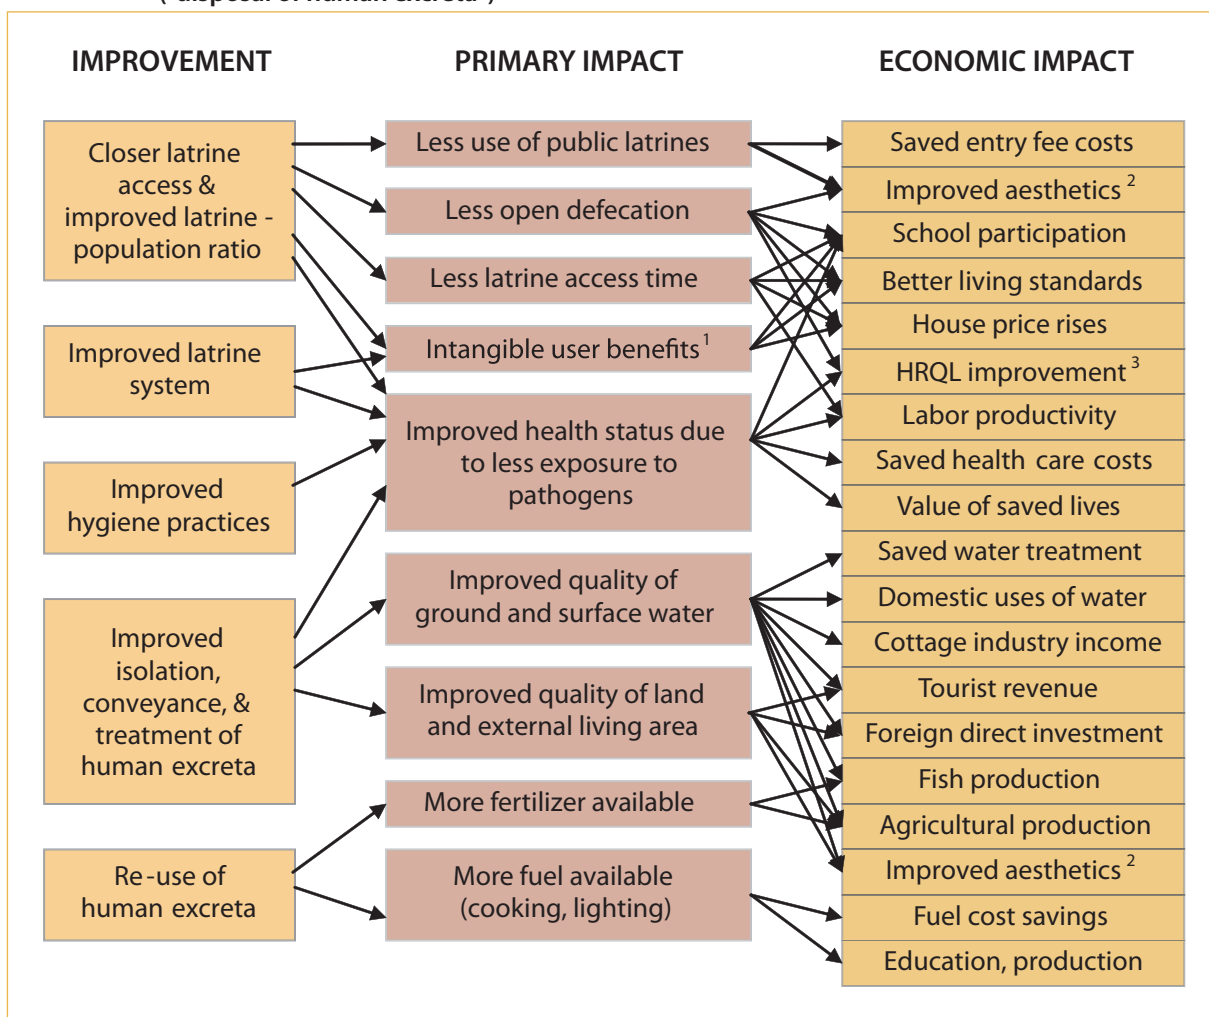 ("disposal of human excreta")
IMPROVEMENT
PRIMARY IMPACT
ECONOMIC IMPACT
Closer latrine
access &
improved latrine -
population ratio
Improved latrine
system
Improved
hygiene practices
Improved
isolation,
conveyance, &
treatment of
human excreta
Re-use of
human excreta
Less use of public latrines
Less open defecation
Less latrine access time
Intangible user benefits 1
Improved health status due
to less exposure to
pathogens
Improved quality of
ground and surface water
Improved quality of land
and external living area
More fertilizer available
More fuel available
(cooking, lighting)
Saved entry fee costs
Improved aesthetics 2
School participation
Better living standards
House price rises
HRQL improvement 3
Labor productivity
Saved health care costs
Value of saved lives
Saved water treatment
Domestic uses of water
Cottage industry income
Tourist revenue
Foreign direct investment
Fish production
Agricultural production
Improved aesthetics 2
Fuel cost savings
Education, production